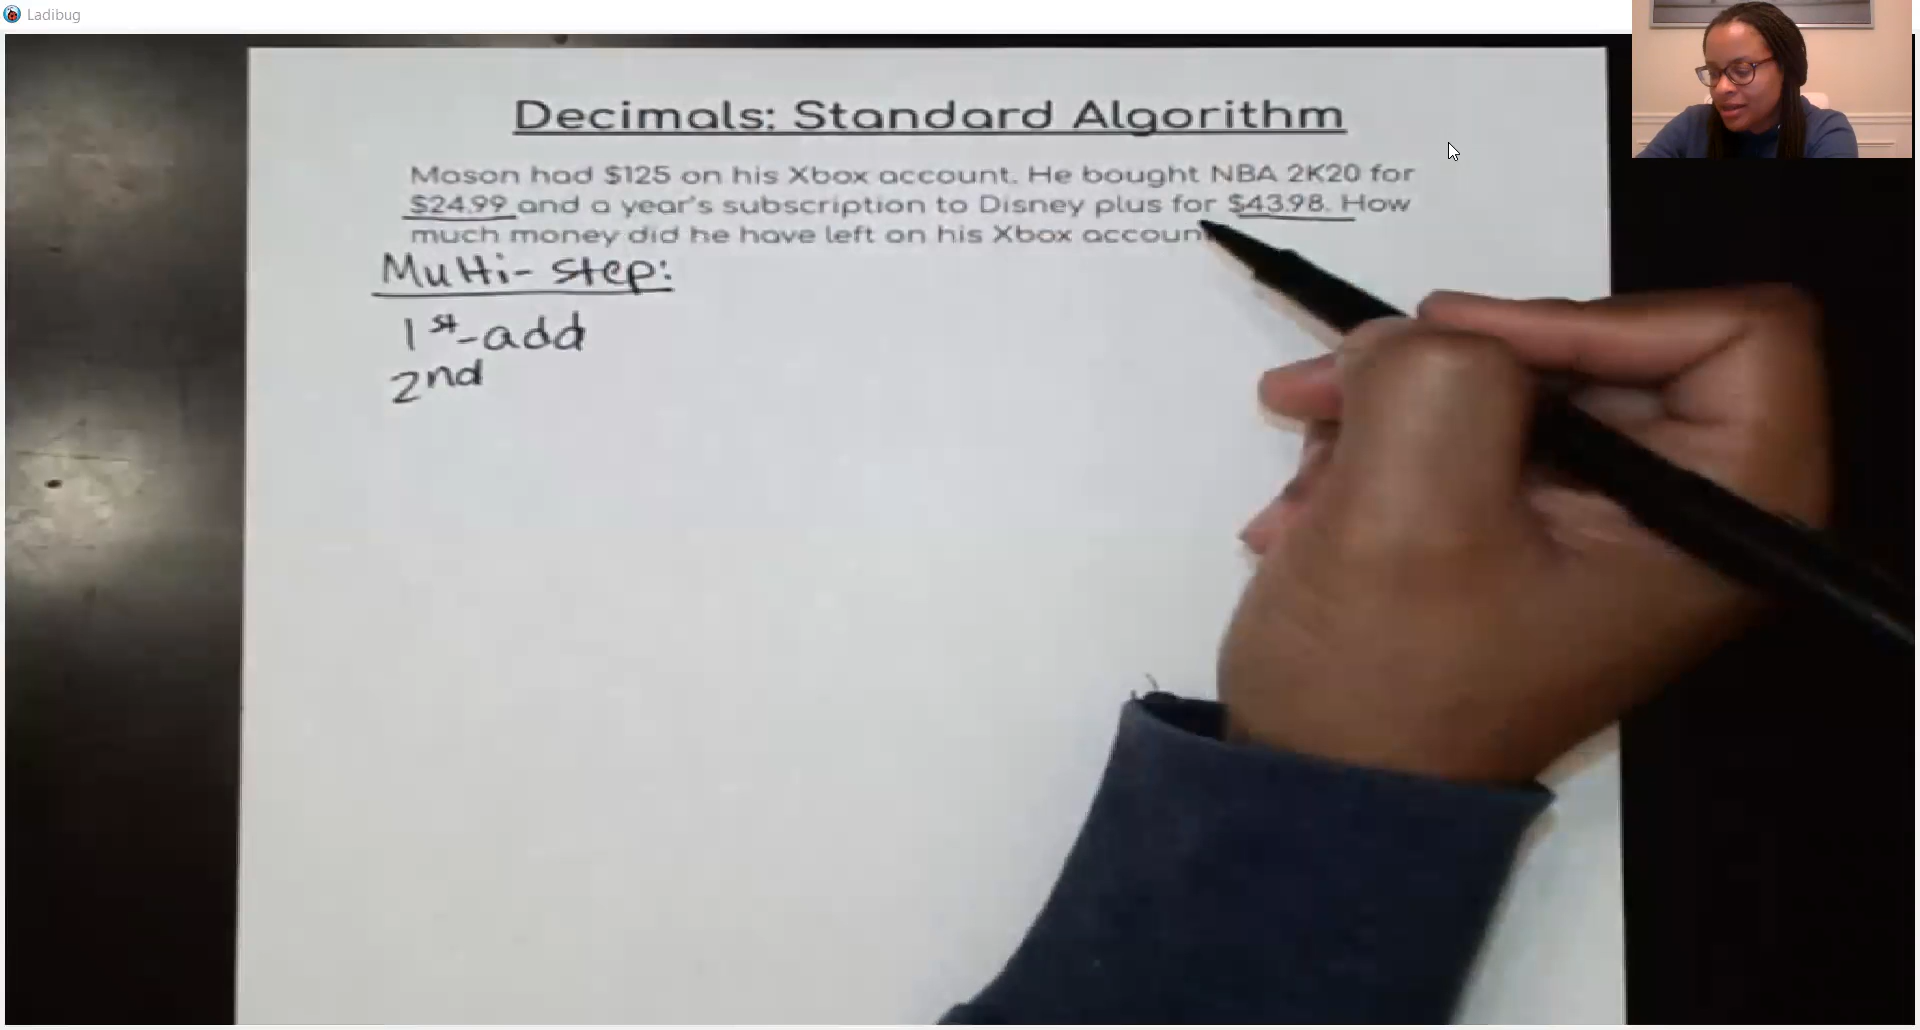 Ladibug
Decimals: Standard Algorithm
Mason had $125 on his Xbox account. He bought NBA 2K20 for
$24.99 and a year's subscription to Disney plus for $43.98. How
much money did he have left on his Xbox
Multi-step:
1st-add
2nd